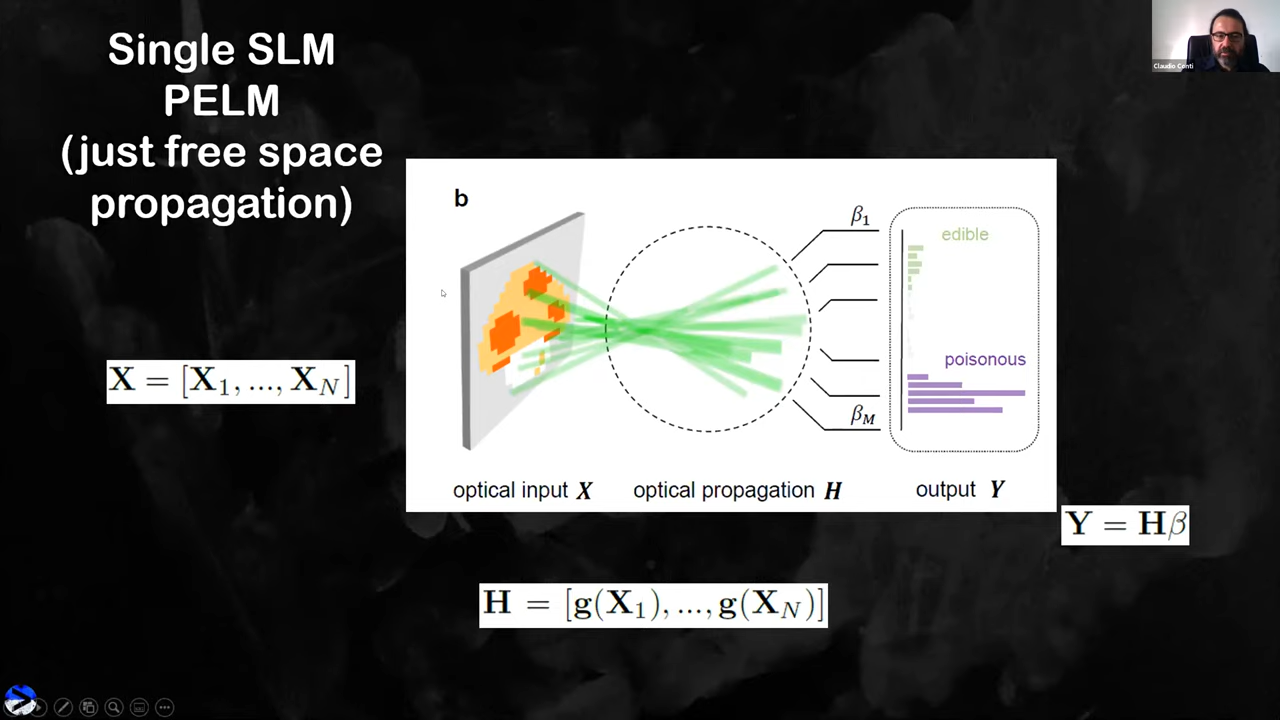 Single SLM
PELM
(just free space
propagation)
Claudio Conti
b
β₁
edible
X = [X₁, ..., X_N]
poisonous
β_M
optical input X
optical propagation H
output Y
Y = Hβ
H = [g(X₁), ..., g(X_N)]